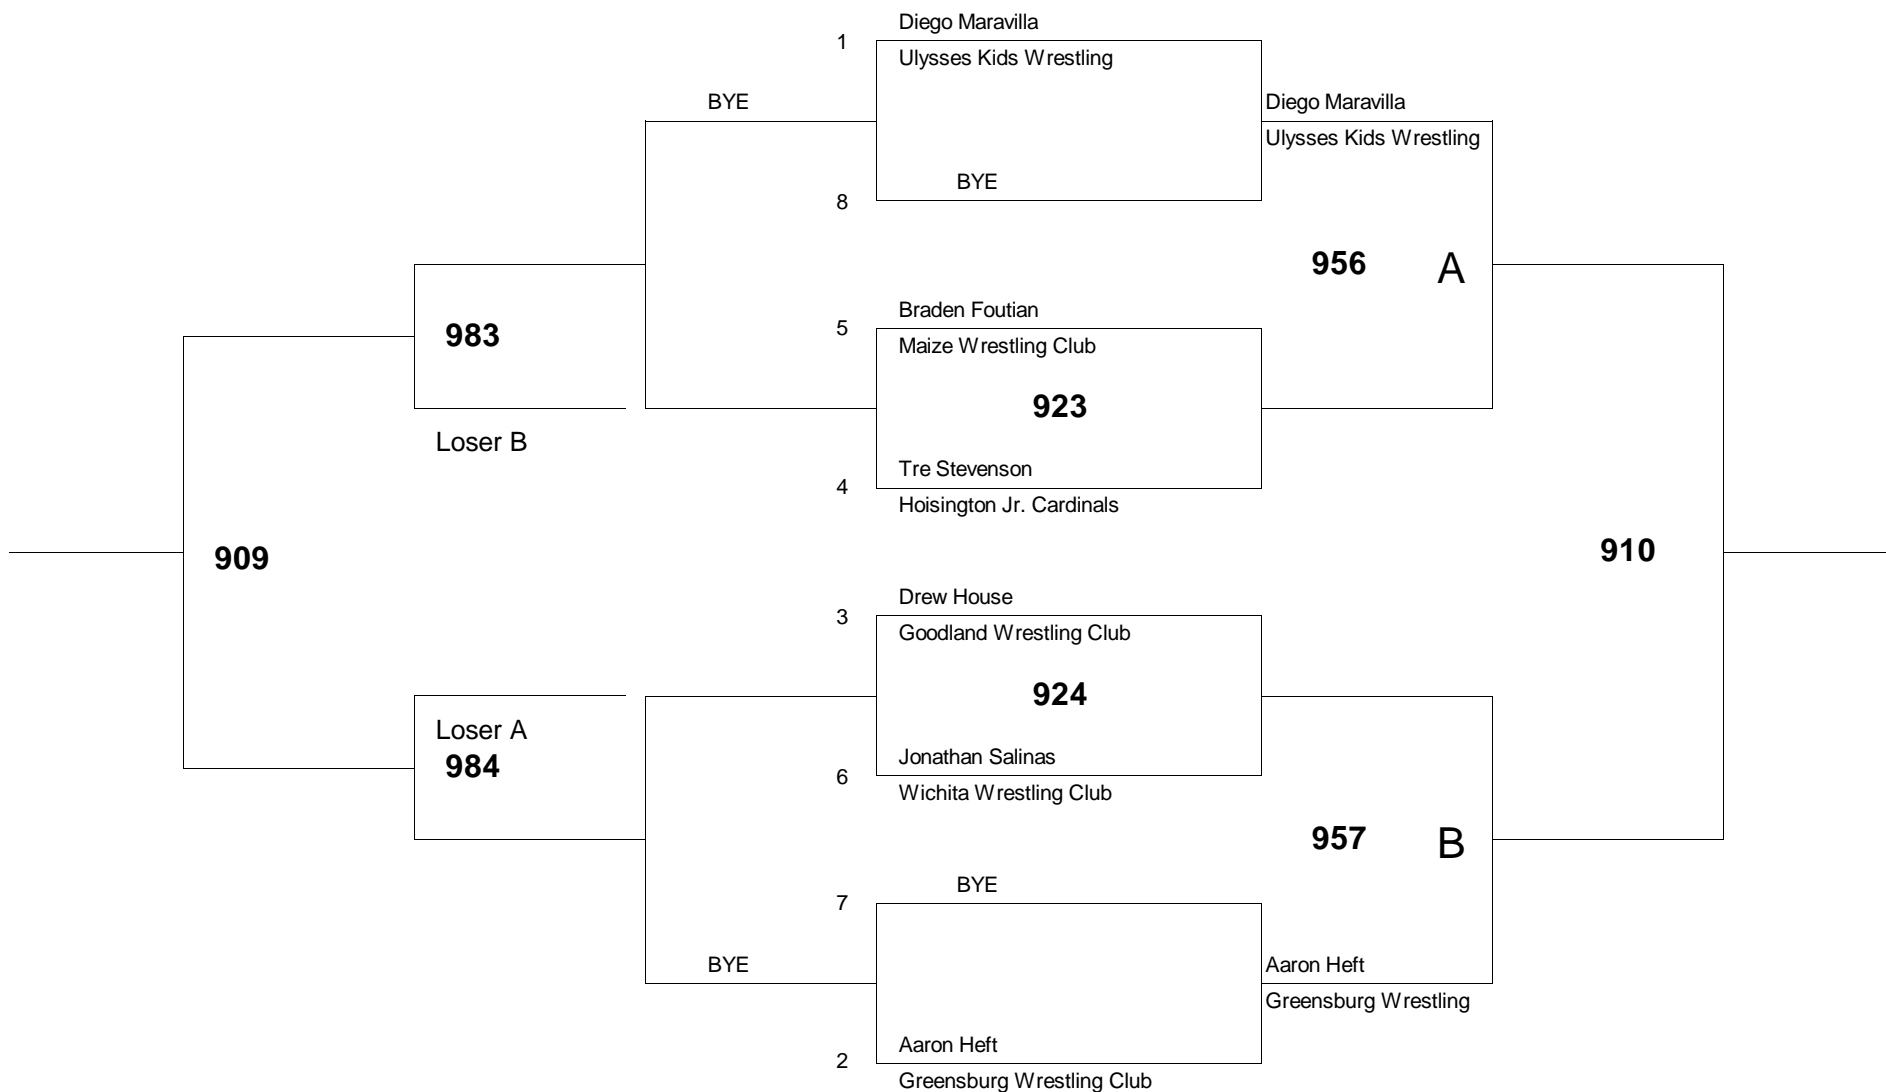 Diego Maravilla
1
Ulysses Kids Wrestling
BYE
Diego Maravilla
Ulysses Kids Wrestling
BYE
8
956
A
Braden Foutian
5
983
Maize Wrestling Club
923
Loser B
Tre Stevenson
4
Hoisington Jr. Cardinals
909
910
Drew House
3
Goodland Wrestling Club
924
Loser A
984
Jonathan Salinas
6
Wichita Wrestling Club
957
B
BYE
7
BYE
Aaron Heft
Greensburg Wrestling
Aaron Heft
2
Greensburg Wrestling Club